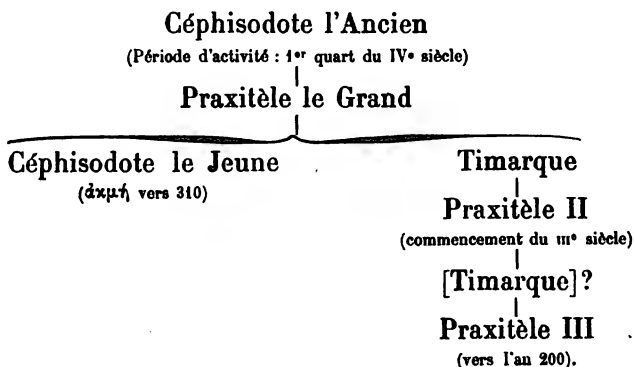 Céphisodote l'Ancien
(Période d'activité : 1er quart du IVe siècle)
Praxitèle le Grand
Céphisodote le Jeune
(ἀκμή vers 310)
Timarque
Praxitèle II
(commencement du IIIe siècle)
[Timarque]?
Praxitèle III
(vers l'an 200).